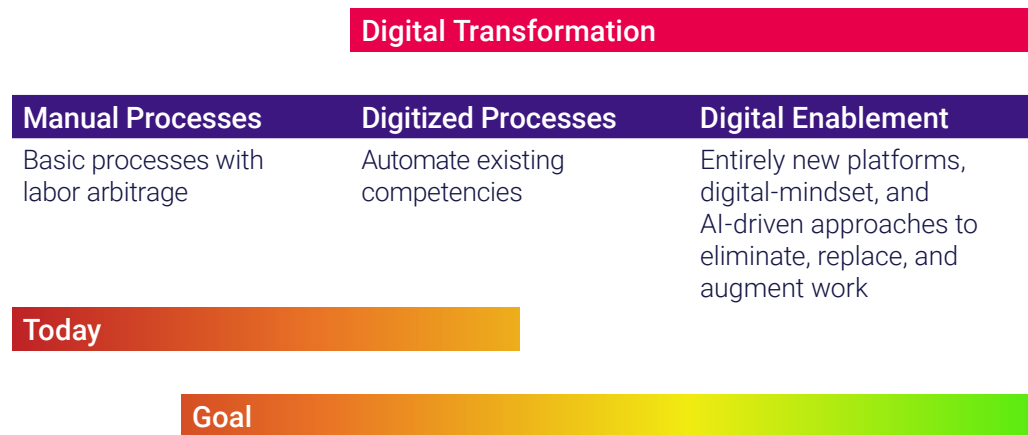 Digital Transformation
Manual Processes
Basic processes with
labor arbitrage
Digitized Processes
Automate existing
competencies
Digital Enablement
Entirely new platforms,
digital-mindset, and
AI-driven approaches to
eliminate, replace, and
augment work
Today
Goal